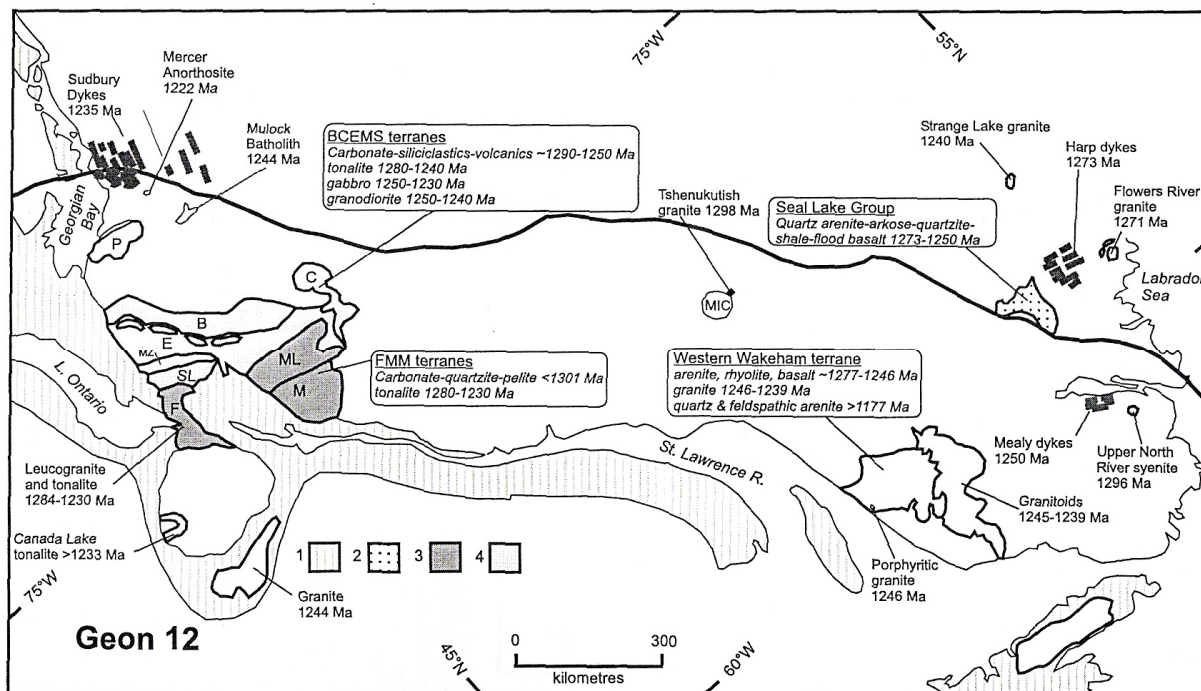 75°W
55°W
Sudbury
Dykes
1235 Ma
Mercer
Anorthosite
1222 Ma
Mulock
Batholith
1244 Ma
BCEMS terranes
Carbonate-siliciclastics-volcanics ~1290-1250 Ma
tonalite 1280-1240 Ma
gabbro 1250-1230 Ma
granodiorite 1250-1240 Ma
Strange Lake granite
1240 Ma
Harp dykes
1273 Ma
Flowers River
granite
1271 Ma
Tshenukutish
granite 1298 Ma
Seal Lake Group
Quartz arenite-arkose-quartzite-
shale-flood basalt 1273-1250 Ma
Georgian
Bay
P
C
MIC
Labrador
Sea
B
E
MZ
SL
ML
M
F
FMM terranes
Carbonate-quartzite-pelite <1301 Ma
tonalite 1280-1230 Ma
Western Wakeham terrane
arenite, rhyolite, basalt ~1277-1246 Ma
granite 1246-1239 Ma
quartz & feldspathic arenite >1177 Ma
L. Ontario
St. Lawrence R.
Mealy dykes
1250 Ma
Upper North
River syenite
1296 Ma
Leucogranite
and tonalite
1284-1230 Ma
Granitoids
1245-1239 Ma
Canada Lake
tonalite >1233 Ma
1 2 3 4
Porphyritic
granite
1246 Ma
Granite
1244 Ma
75°W
Geon 12
0 300
kilometres
45°N
60°W